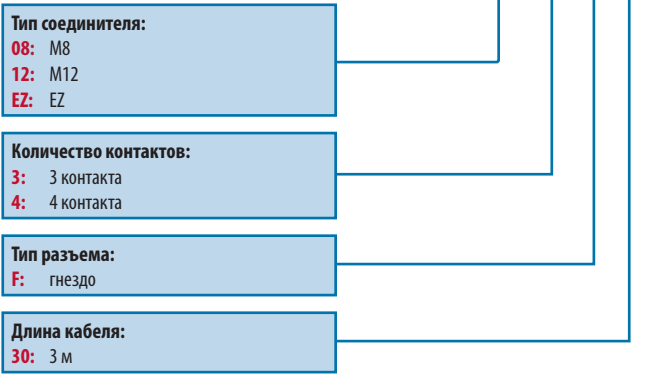 Тип соединителя:
08: M8
12: M12
EZ: EZ
Количество контактов:
3: 3 контакта
4: 4 контакта
Тип разъема:
F: гнездо
Длина кабеля:
30: 3 м